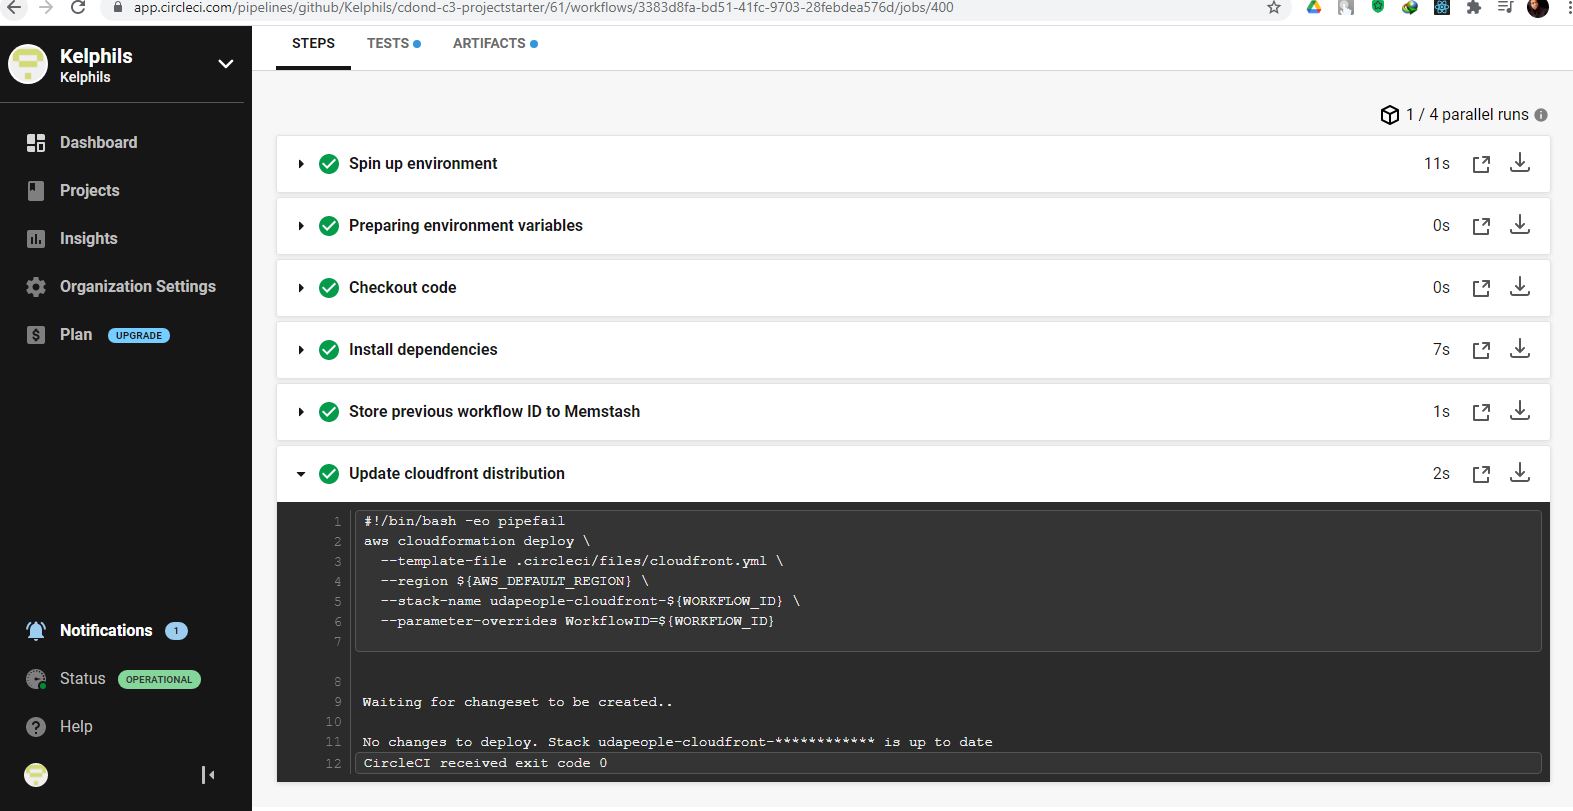 app.circleci.com/pipelines/github/Kelphils/cdond-c3-projectstarter/61/workflows/3383d8fa-bd51-41fc-9703-28febdea576d/jobs/400
Kelphils
Kelphils
Dashboard
Projects
Insights
Organization Settings
Plan UPGRADE
Notifications 1
Status OPERATIONAL
Help
STEPS TESTS ARTIFACTS
1 / 4 parallel runs
Spin up environment 11s
Preparing environment variables 0s
Checkout code 0s
Install dependencies 7s
Store previous workflow ID to Memstash 1s
Update cloudfront distribution 2s
1 #!/bin/bash -eo pipefail
2 aws cloudformation deploy \
3 --template-file .circleci/files/cloudfront.yml \
4 --region ${AWS_DEFAULT_REGION} \
5 --stack-name udapeople-cloudfront-${WORKFLOW_ID} \
6 --parameter-overrides WorkflowID=${WORKFLOW_ID}
7
8
9 Waiting for changeset to be created..
10
11 No changes to deploy. Stack udapeople-cloudfront-************ is up to date
12 CircleCI received exit code 0